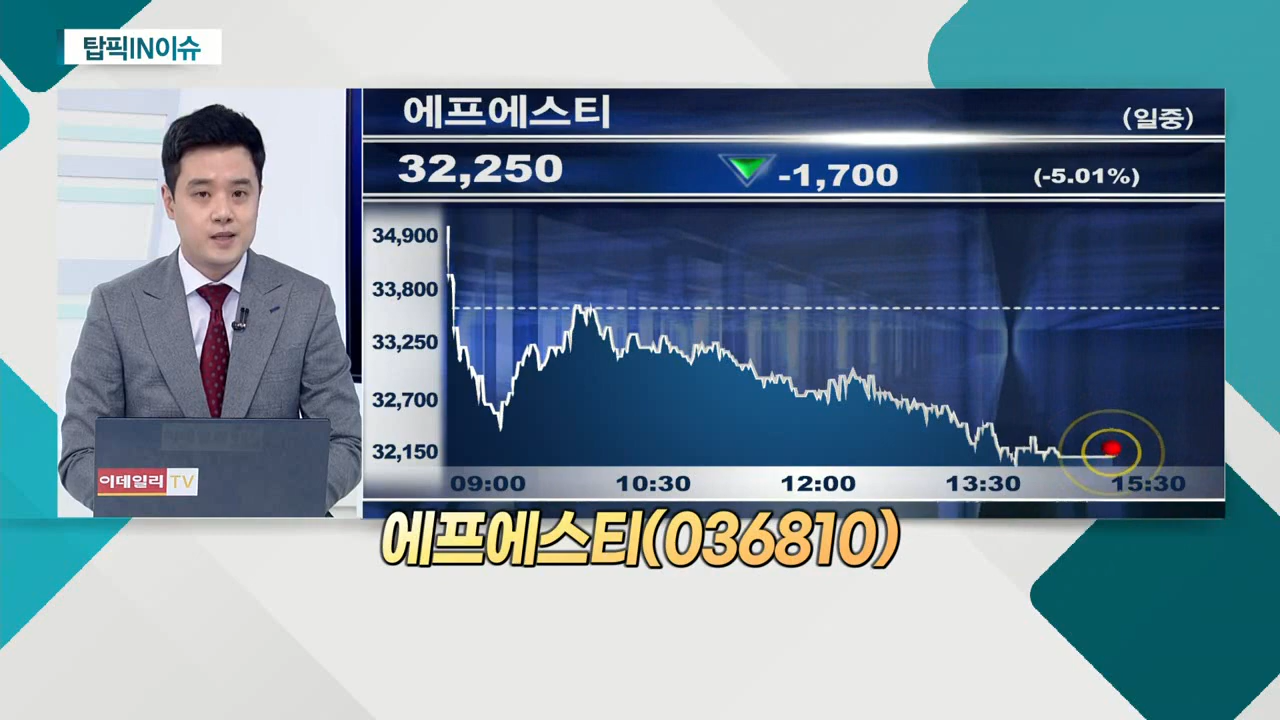 탑픽IN이슈
에프에스티
(일중)
32,250 ▼ -1,700 (-5.01%)
34,900
33,800
33,250
32,700
32,150
09:00 10:30 12:00 13:30 15:30
이데일리TV
에프에스티(036810)